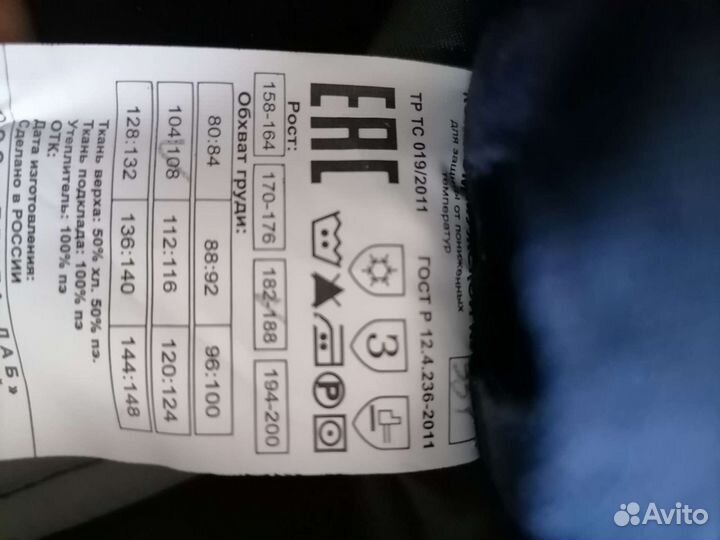 для защиты от пониженных
температур
ТР ТС 019/2011 ГОСТ Р 12.4.236-2011
EAC
3
P
Рост:
158-164 170-176 182-188 194-200
Обхват груди:
80:84 88:92 96:100
104:108 112:116 120:124
128:132 136:140 144:148
Ткань верха: 50% хл. 50% пэ.
Ткань подклада: 100% пэ
Утеплитель: 100% пэ
ОТК:
Дата изготовления:
Сделано в РОССИИ
ЛАБ»
Avito